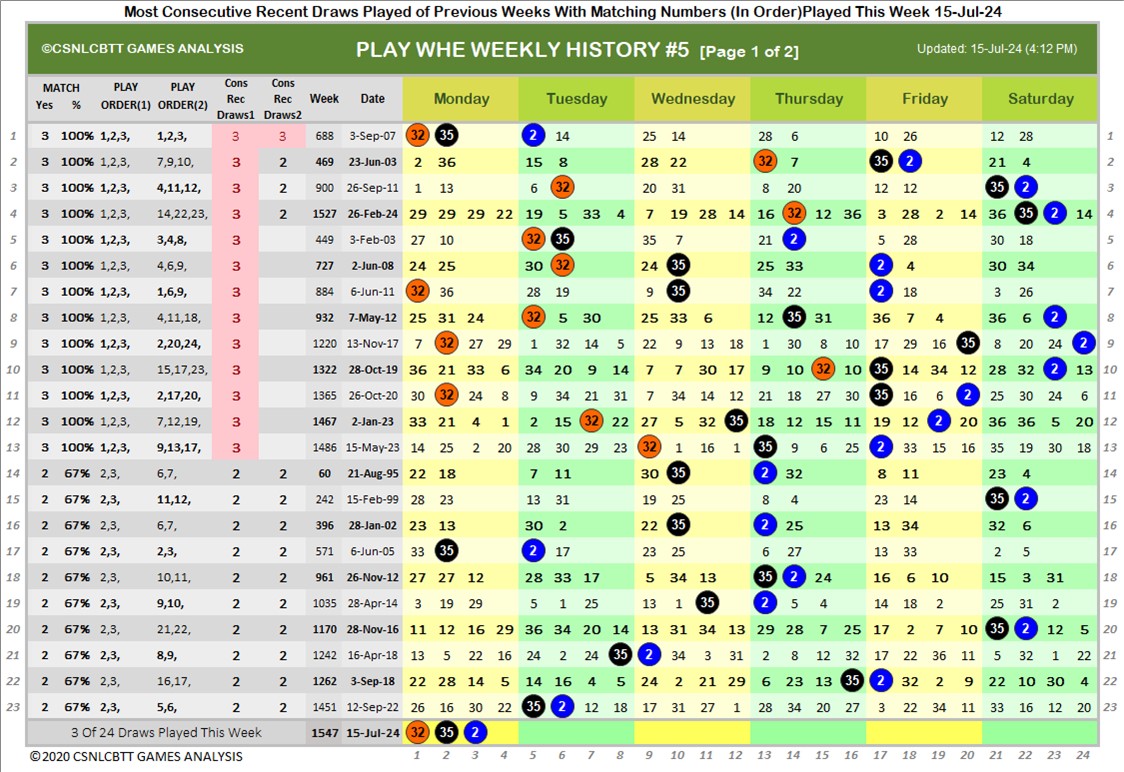 Most Consecutive Recent Draws Played of Previous Weeks With Matching Numbers (In Order)Played This Week 15-Jul-24
©CSNLCBTT GAMES ANALYSIS PLAY WHE WEEKLY HISTORY #5 [Page 1 of 2] Updated: 15-Jul-24 (4:12 PM)
MATCH Yes % PLAY ORDER(1) PLAY ORDER(2) Cons Rec Draws1 Cons Rec Draws2 Week Date Monday Tuesday Wednesday Thursday Friday Saturday
1 3 100% 1,2,3, 1,2,3, 3 3 688 3-Sep-07 32 35 2 14 25 14 28 6 10 26 12 28 1
2 3 100% 1,2,3, 7,9,10, 3 2 469 23-Jun-03 2 36 15 8 28 22 32 7 35 2 21 4 2
3 3 100% 1,2,3, 4,11,12, 3 2 900 26-Sep-11 1 13 6 32 20 31 8 20 12 12 35 2 3
4 3 100% 1,2,3, 14,22,23, 3 2 1527 26-Feb-24 29 29 29 22 19 5 33 4 7 19 28 14 16 32 12 36 3 28 2 14 36 35 2 14 4
5 3 100% 1,2,3, 3,4,8, 3 449 3-Feb-03 27 10 32 35 35 7 21 2 5 28 30 18 5
6 3 100% 1,2,3, 4,6,9, 3 727 2-Jun-08 24 25 30 32 24 35 25 33 2 4 30 34 6
7 3 100% 1,2,3, 1,6,9, 3 884 6-Jun-11 32 36 28 19 9 35 34 22 2 18 3 26 7
8 3 100% 1,2,3, 4,11,18, 3 932 7-May-12 25 31 24 32 5 30 25 33 6 12 35 31 36 7 4 36 6 2 8
9 3 100% 1,2,3, 2,20,24, 3 1220 13-Nov-17 7 32 27 29 1 32 14 5 22 9 13 18 1 30 8 10 17 29 16 35 8 20 24 2 9
10 3 100% 1,2,3, 15,17,23, 3 1322 28-Oct-19 36 21 33 6 34 20 9 14 7 7 30 17 9 10 32 10 35 14 34 12 28 32 2 13 10
11 3 100% 1,2,3, 2,17,20, 3 1365 26-Oct-20 30 32 24 8 9 34 21 31 7 34 14 12 21 18 27 30 35 16 6 2 25 30 24 6 11
12 3 100% 1,2,3, 7,12,19, 3 1467 2-Jan-23 33 21 4 1 2 15 32 22 27 5 32 35 18 12 15 11 19 12 2 20 36 36 5 20 12
13 3 100% 1,2,3, 9,13,17, 3 1486 15-May-23 14 25 2 20 28 30 29 23 32 1 16 1 35 9 6 25 2 33 15 16 35 19 30 18 13
14 2 67% 2,3, 6,7, 2 2 60 21-Aug-95 22 18 7 11 30 35 2 32 8 11 23 4 14
15 2 67% 2,3, 11,12, 2 2 242 15-Feb-99 28 23 13 31 19 25 8 4 23 14 35 2 15
16 2 67% 2,3, 6,7, 2 2 396 28-Jan-02 23 13 30 2 22 35 2 25 13 34 32 6 16
17 2 67% 2,3, 2,3, 2 2 571 6-Jun-05 33 35 2 17 23 25 6 27 13 33 2 5 17
18 2 67% 2,3, 10,11, 2 2 961 26-Nov-12 27 27 12 28 33 17 5 34 13 35 2 24 16 6 10 15 3 31 18
19 2 67% 2,3, 9,10, 2 2 1035 28-Apr-14 3 19 29 5 1 25 13 1 35 2 5 4 14 18 2 25 31 2 19
20 2 67% 2,3, 21,22, 2 2 1170 28-Nov-16 11 12 16 29 36 34 20 14 13 31 34 13 29 28 7 25 17 2 7 10 35 2 12 5 20
21 2 67% 2,3, 8,9, 2 2 1242 16-Apr-18 13 5 22 16 24 2 24 35 2 34 3 31 2 8 12 32 17 22 36 11 5 32 1 22 21
22 2 67% 2,3, 16,17, 2 2 1262 3-Sep-18 22 28 14 5 14 16 4 5 24 2 21 29 6 23 13 35 2 32 2 9 22 10 30 4 22
23 2 67% 2,3, 5,6, 2 2 1451 12-Sep-22 26 16 30 22 35 2 12 18 17 31 27 1 28 34 20 27 3 22 34 11 33 16 12 20 23
3 Of 24 Draws Played This Week 1547 15-Jul-24 32 35 2
©2020 CSNLCBTT GAMES ANALYSIS 1 2 3 4 5 6 7 8 9 10 11 12 13 14 15 16 17 18 19 20 21 22 23 24